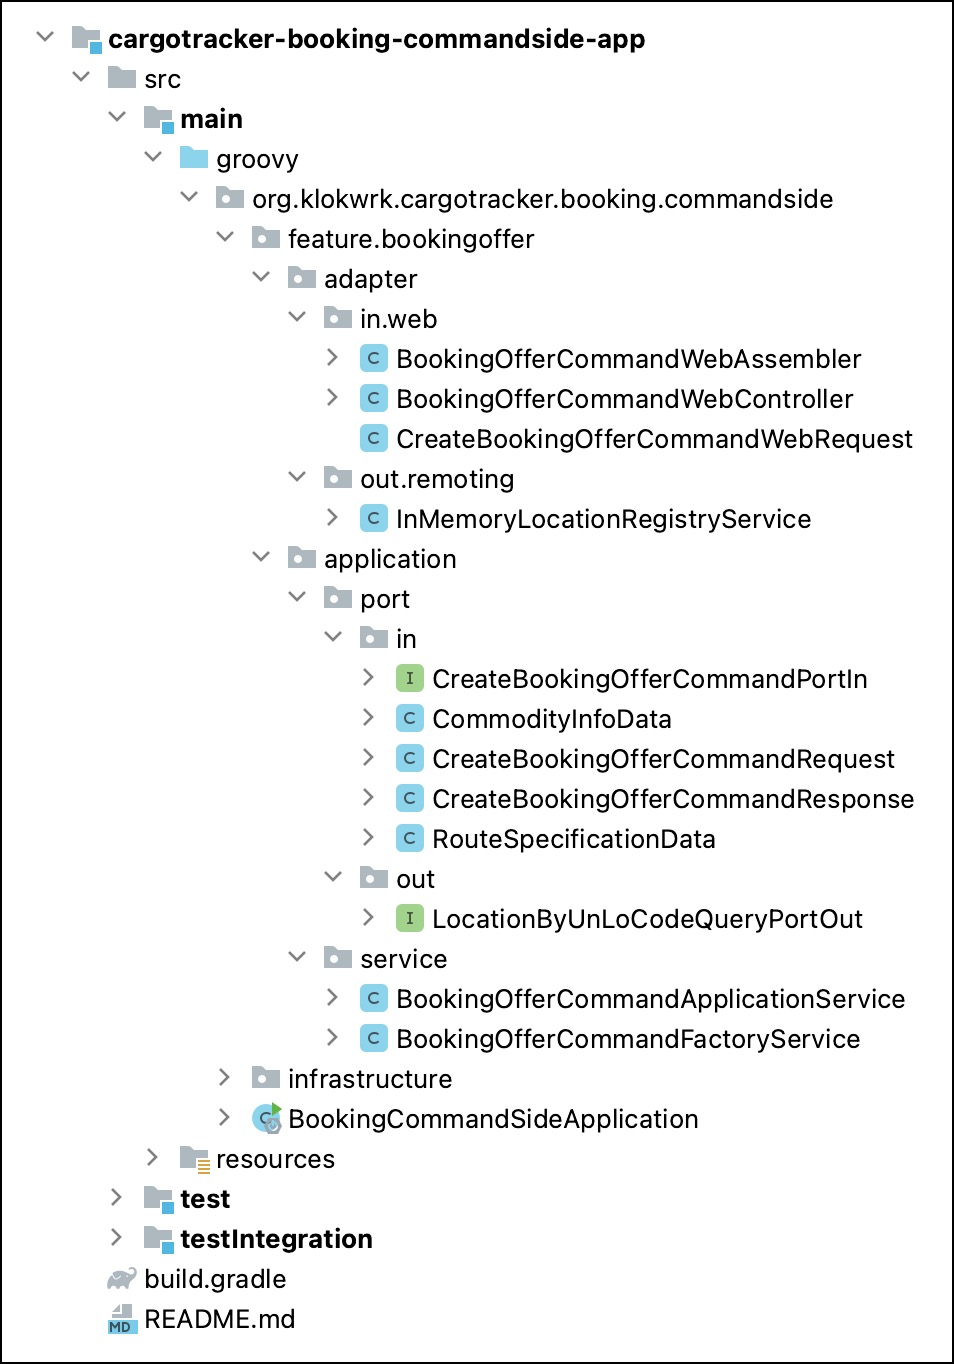 cargotracker-booking-commandside-app
src
main
groovy
org.klokwrk.cargotracker.booking.commandside
feature.bookingoffer
adapter
in.web
C BookingOfferCommandWebAssembler
C BookingOfferCommandWebController
C CreateBookingOfferCommandWebRequest
out.remoting
C InMemoryLocationRegistryService
application
port
in
I CreateBookingOfferCommandPortIn
C CommodityInfoData
C CreateBookingOfferCommandRequest
C CreateBookingOfferCommandResponse
C RouteSpecificationData
out
I LocationByUnLoCodeQueryPortOut
service
C BookingOfferCommandApplicationService
C BookingOfferCommandFactoryService
infrastructure
C BookingCommandSideApplication
resources
test
testIntegration
build.gradle
MD README.md